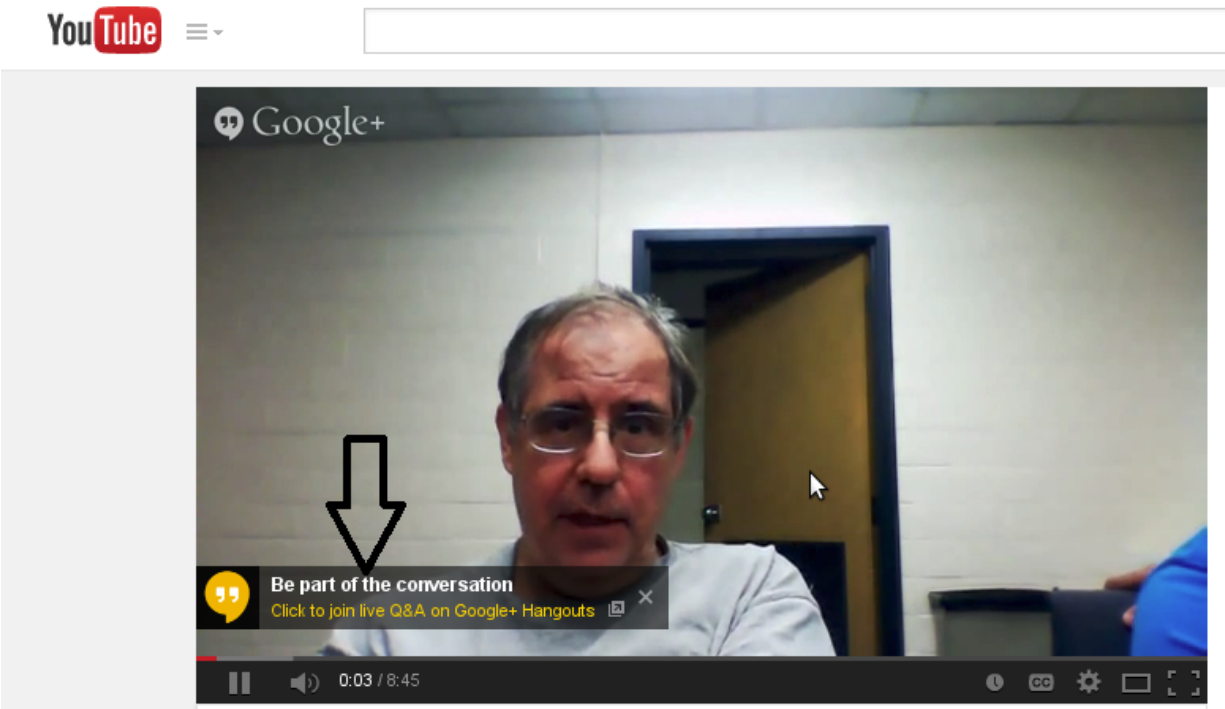 YouTube
Google+
Be part of the conversation
Click to join live Q&A on Google+ Hangouts
0:03 / 8:45
CC